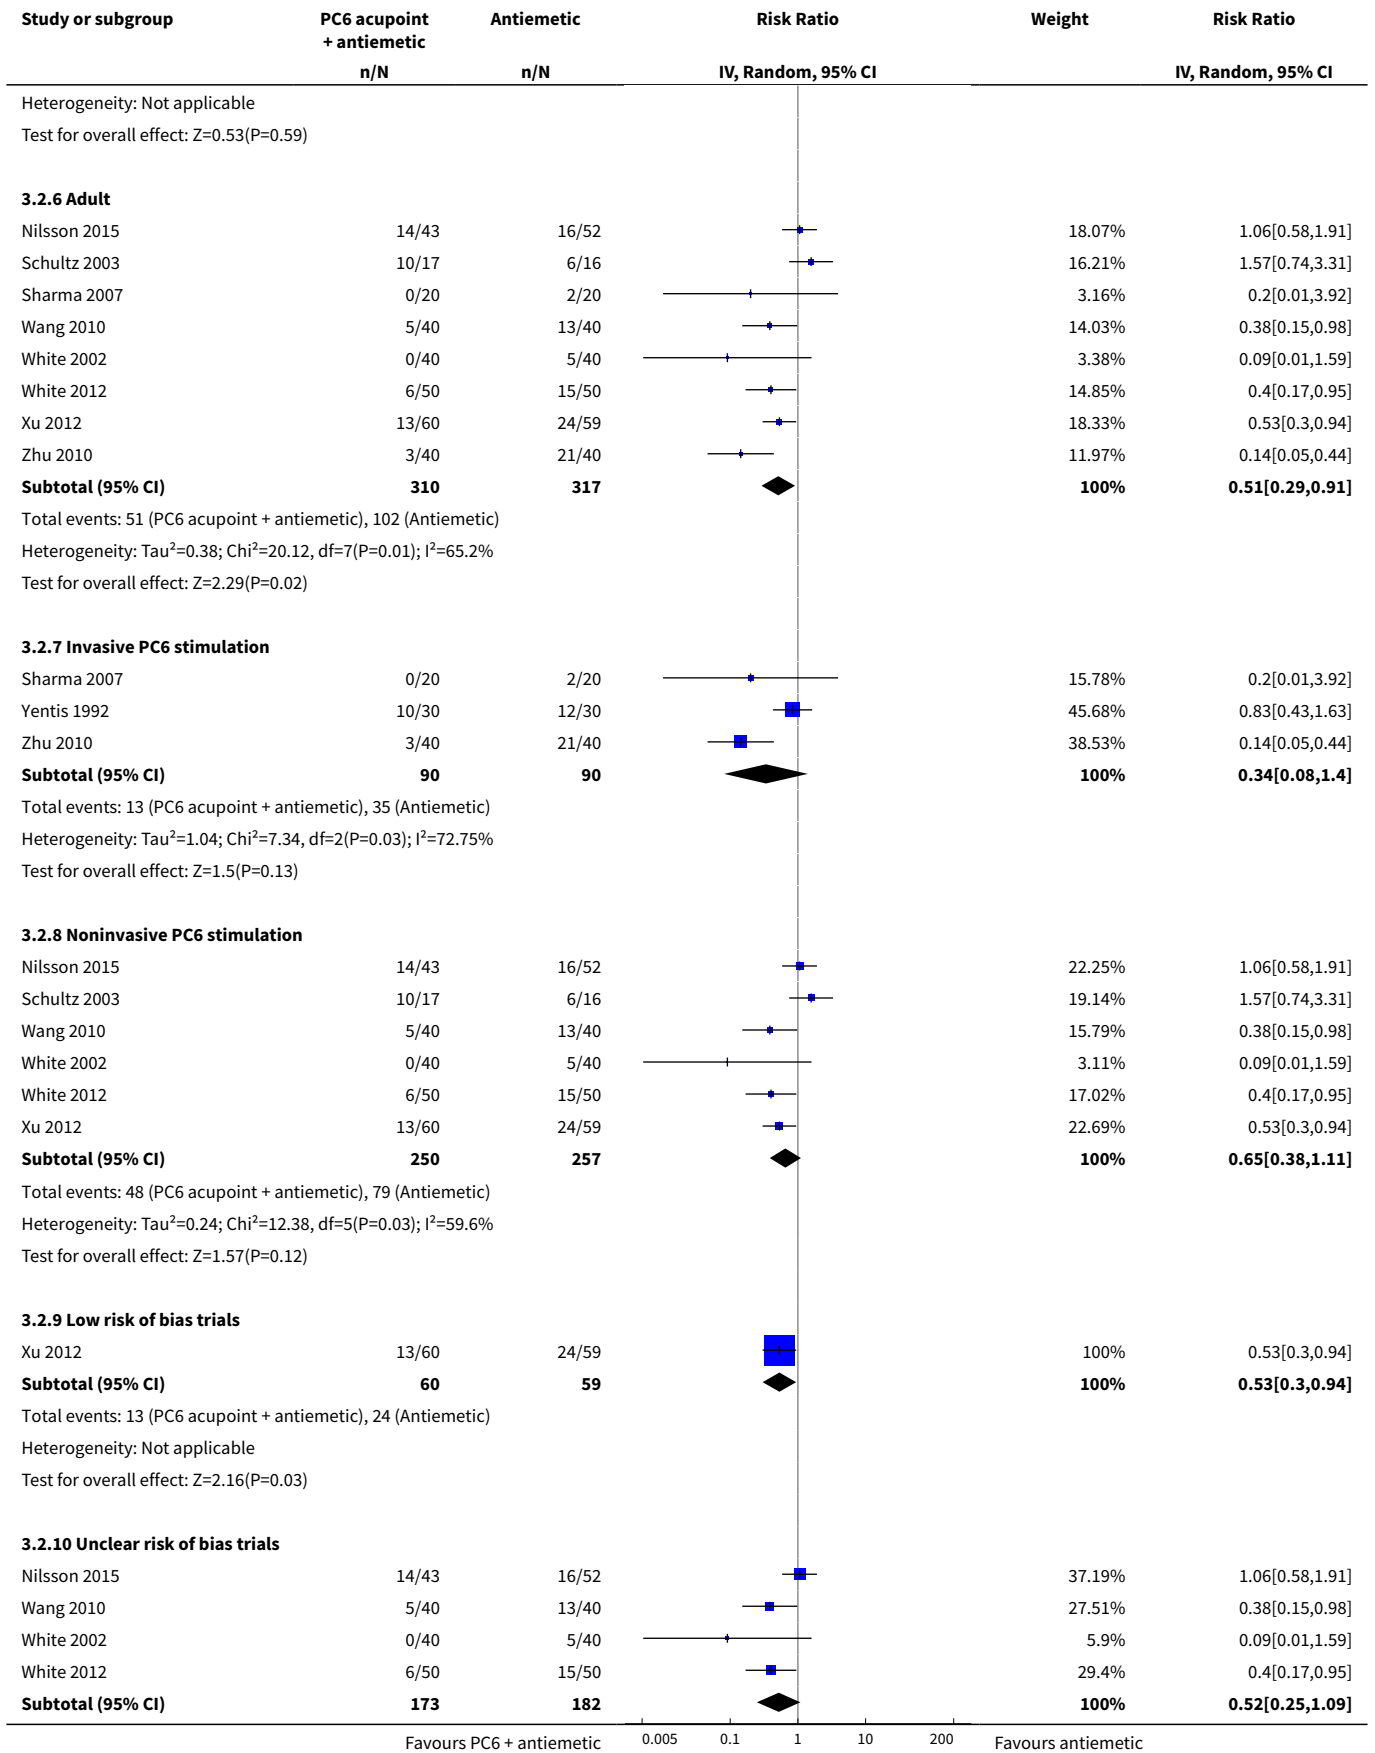 Study or subgroup PC6 acupoint + antiemetic Antiemetic Risk Ratio Weight Risk Ratio
n/N n/N IV, Random, 95% CI IV, Random, 95% CI
Heterogeneity: Not applicable
Test for overall effect: Z=0.53(P=0.59)
3.2.6 Adult
Nilsson 2015 14/43 16/52 18.07% 1.06[0.58,1.91]
Schultz 2003 10/17 6/16 16.21% 1.57[0.74,3.31]
Sharma 2007 0/20 2/20 3.16% 0.2[0.01,3.92]
Wang 2010 5/40 13/40 14.03% 0.38[0.15,0.98]
White 2002 0/40 5/40 3.38% 0.09[0.01,1.59]
White 2012 6/50 15/50 14.85% 0.4[0.17,0.95]
Xu 2012 13/60 24/59 18.33% 0.53[0.3,0.94]
Zhu 2010 3/40 21/40 11.97% 0.14[0.05,0.44]
Subtotal (95% CI) 310 317 100% 0.51[0.29,0.91]
Total events: 51 (PC6 acupoint + antiemetic), 102 (Antiemetic)
Heterogeneity: Tau²=0.38; Chi²=20.12, df=7(P=0.01); I²=65.2%
Test for overall effect: Z=2.29(P=0.02)
3.2.7 Invasive PC6 stimulation
Sharma 2007 0/20 2/20 15.78% 0.2[0.01,3.92]
Yentis 1992 10/30 12/30 45.68% 0.83[0.43,1.63]
Zhu 2010 3/40 21/40 38.53% 0.14[0.05,0.44]
Subtotal (95% CI) 90 90 100% 0.34[0.08,1.4]
Total events: 13 (PC6 acupoint + antiemetic), 35 (Antiemetic)
Heterogeneity: Tau²=1.04; Chi²=7.34, df=2(P=0.03); I²=72.75%
Test for overall effect: Z=1.5(P=0.13)
3.2.8 Noninvasive PC6 stimulation
Nilsson 2015 14/43 16/52 22.25% 1.06[0.58,1.91]
Schultz 2003 10/17 6/16 19.14% 1.57[0.74,3.31]
Wang 2010 5/40 13/40 15.79% 0.38[0.15,0.98]
White 2002 0/40 5/40 3.11% 0.09[0.01,1.59]
White 2012 6/50 15/50 17.02% 0.4[0.17,0.95]
Xu 2012 13/60 24/59 22.69% 0.53[0.3,0.94]
Subtotal (95% CI) 250 257 100% 0.65[0.38,1.11]
Total events: 48 (PC6 acupoint + antiemetic), 79 (Antiemetic)
Heterogeneity: Tau²=0.24; Chi²=12.38, df=5(P=0.03); I²=59.6%
Test for overall effect: Z=1.57(P=0.12)
3.2.9 Low risk of bias trials
Xu 2012 13/60 24/59 100% 0.53[0.3,0.94]
Subtotal (95% CI) 60 59 100% 0.53[0.3,0.94]
Total events: 13 (PC6 acupoint + antiemetic), 24 (Antiemetic)
Heterogeneity: Not applicable
Test for overall effect: Z=2.16(P=0.03)
3.2.10 Unclear risk of bias trials
Nilsson 2015 14/43 16/52 37.19% 1.06[0.58,1.91]
Wang 2010 5/40 13/40 27.51% 0.38[0.15,0.98]
White 2002 0/40 5/40 5.9% 0.09[0.01,1.59]
White 2012 6/50 15/50 29.4% 0.4[0.17,0.95]
Subtotal (95% CI) 173 182 100% 0.52[0.25,1.09]
Favours PC6 + antiemetic 0.005 0.1 1 10 200 Favours antiemetic